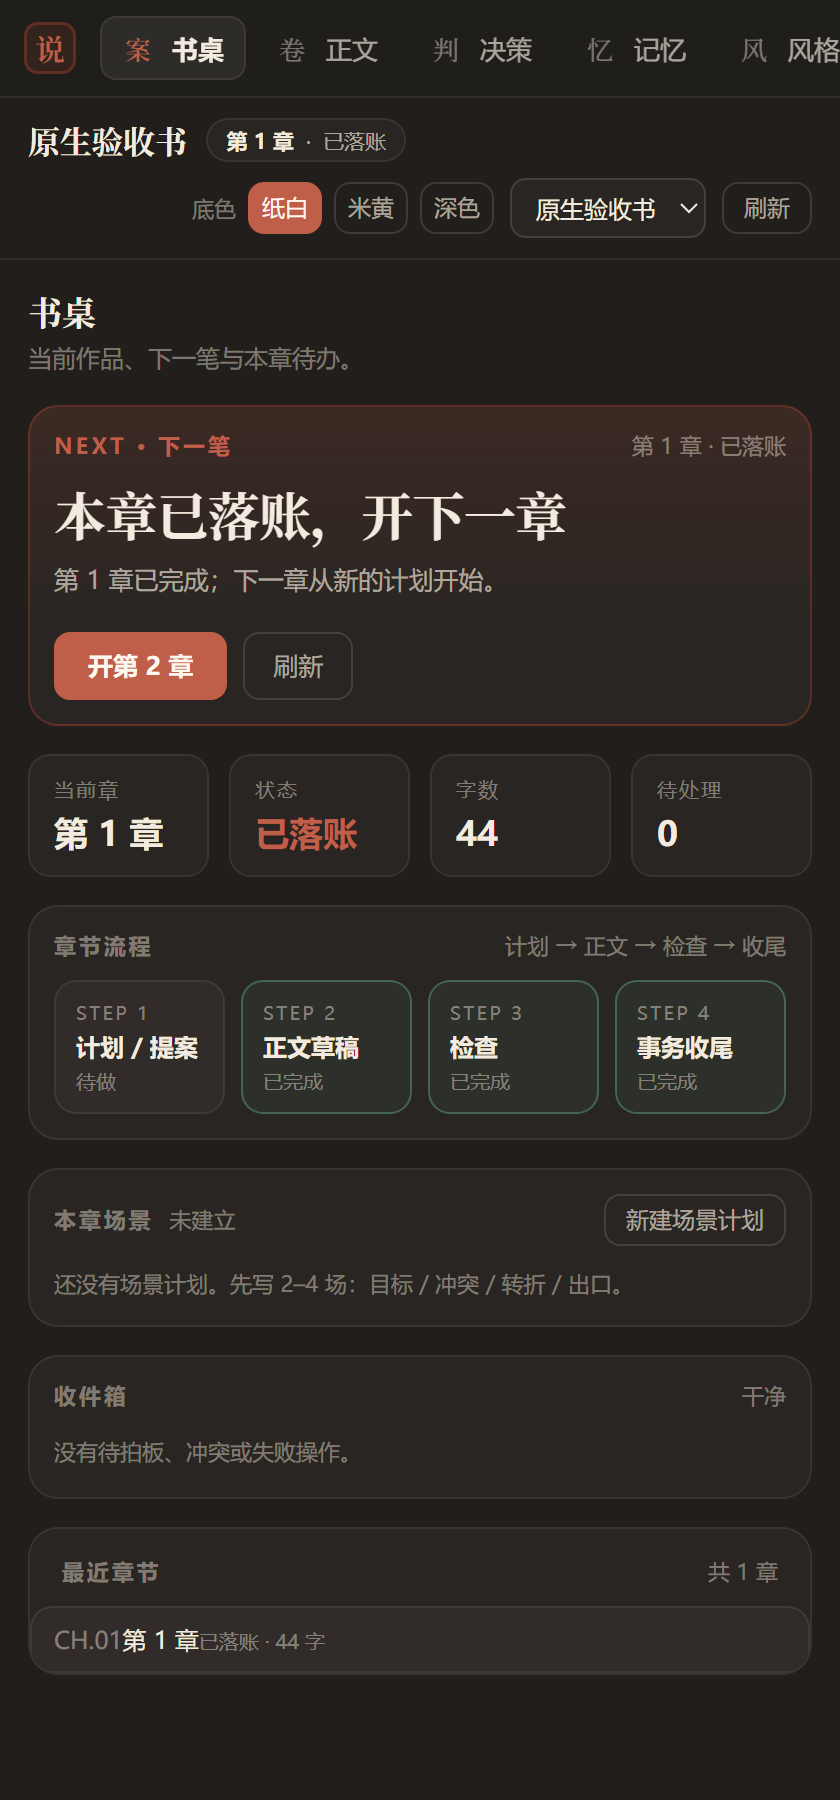 说 案 书桌 卷 正文 判 决策 忆 记忆 风 风格
原生验收书 第 1 章 · 已落账
底色 纸白 米黄 深色 原生验收书 刷新
书桌
当前作品、下一笔与本章待办。
NEXT · 下一笔 第 1 章 · 已落账
本章已落账，开下一章
第 1 章已完成；下一章从新的计划开始。
开第 2 章 刷新
当前章 状态 字数 待处理
第 1 章 已落账 44 0
章节流程 计划 → 正文 → 检查 → 收尾
STEP 1 STEP 2 STEP 3 STEP 4
计划 / 提案 正文草稿 检查 事务收尾
待做 已完成 已完成 已完成
本章场景 未建立 新建场景计划
还没有场景计划。先写 2–4 场：目标 / 冲突 / 转折 / 出口。
收件箱 干净
没有待拍板、冲突或失败操作。
最近章节 共 1 章
CH.01第 1 章已落账 · 44 字